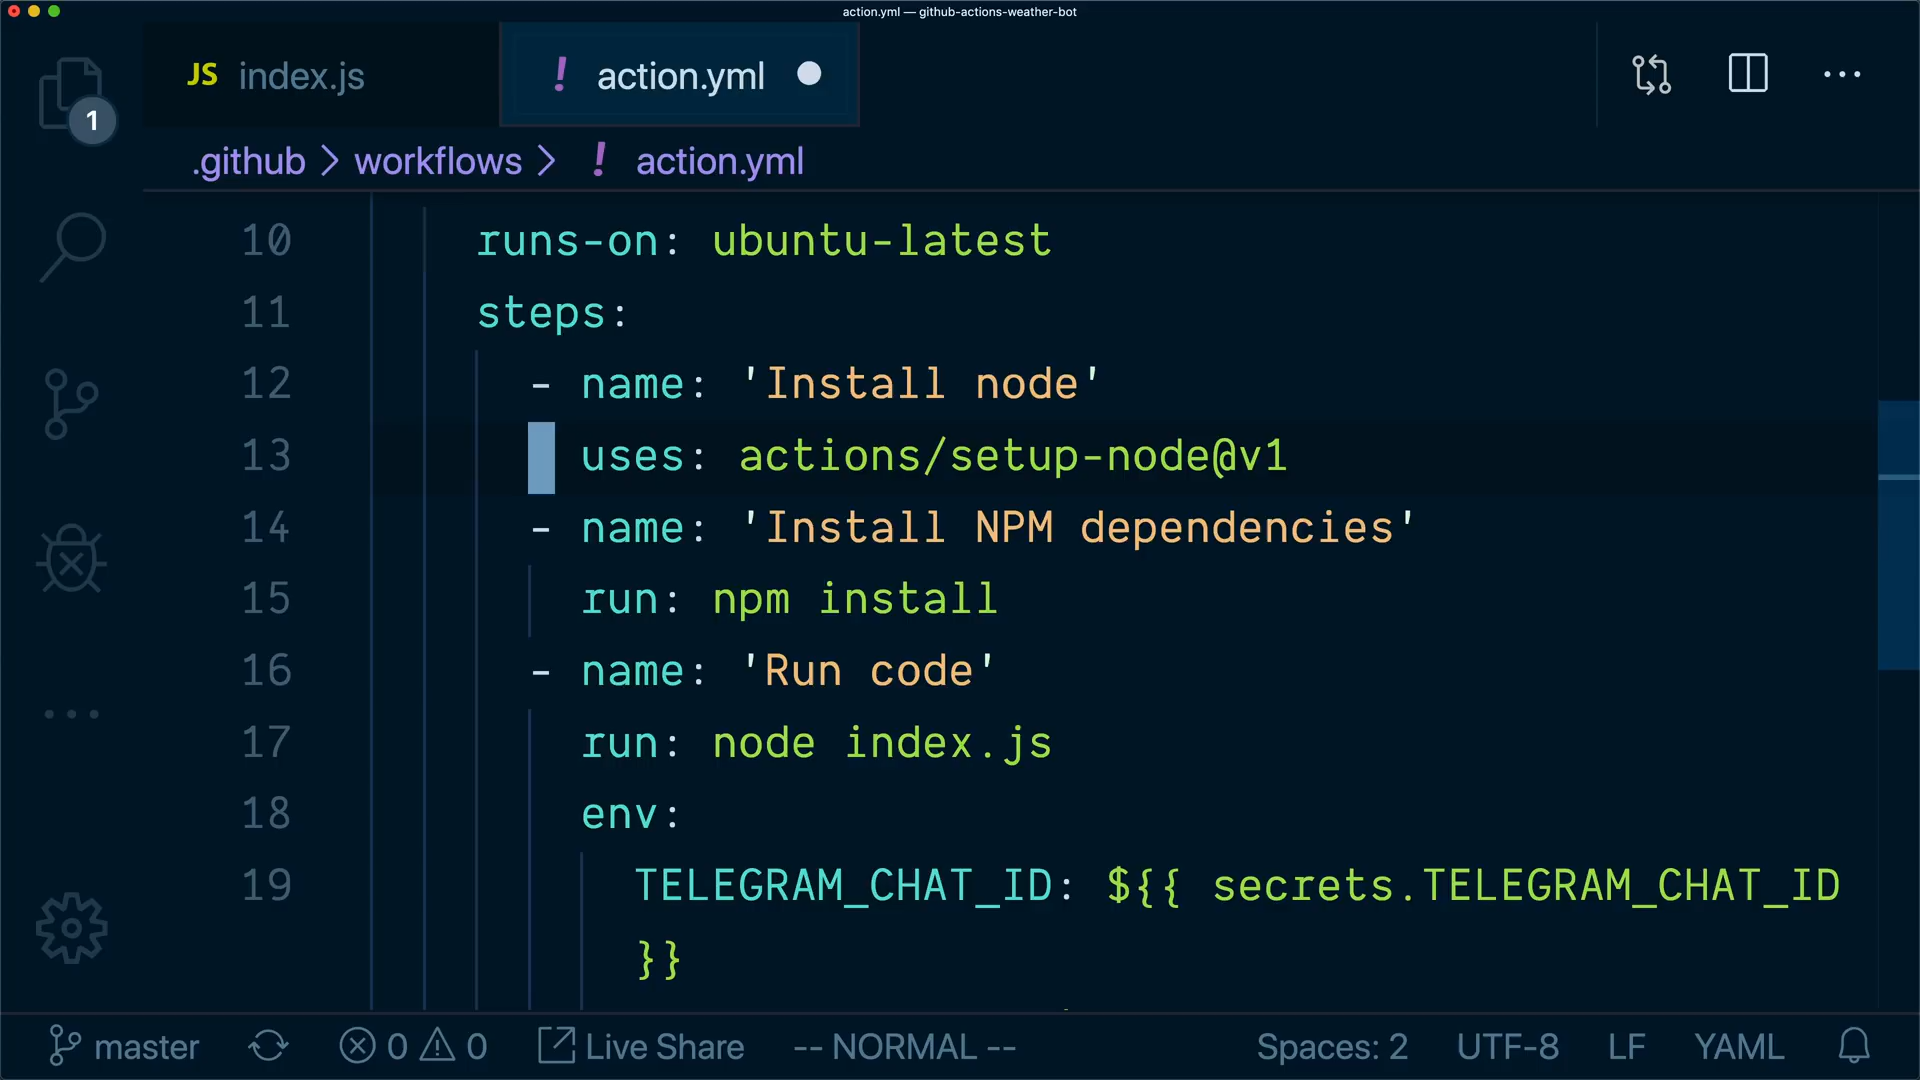 action.yml — github-actions-weather-bot
JS index.js
! action.yml
1
.github > workflows > ! action.yml
10 runs-on: ubuntu-latest
11 steps:
12 - name: 'Install node'
13 uses: actions/setup-node@v1
14 - name: 'Install NPM dependencies'
15 run: npm install
16 - name: 'Run code'
17 run: node index.js
18 env:
19 TELEGRAM_CHAT_ID: ${{ secrets.TELEGRAM_CHAT_ID
}}
master 0 0 Live Share -- NORMAL -- Spaces: 2 UTF-8 LF YAML